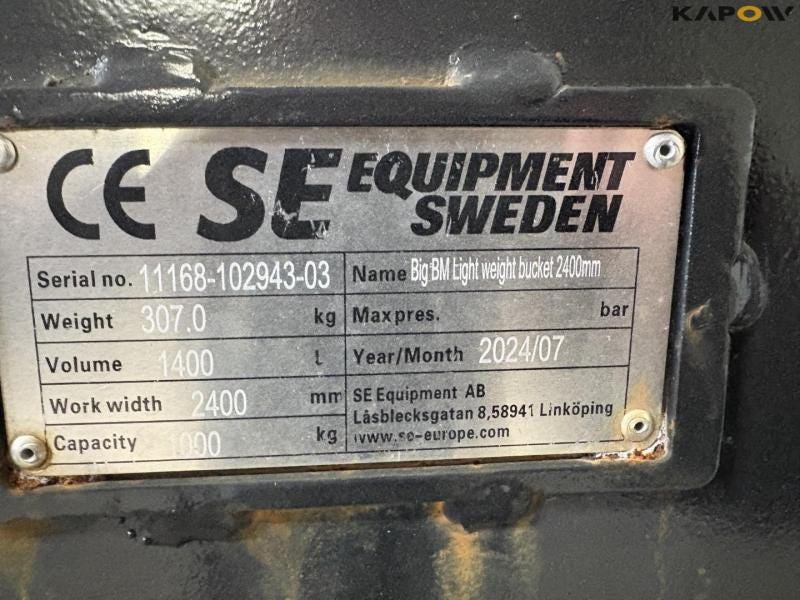 KAPOW
CE SE EQUIPMENT
SWEDEN
Serial no. 11168-102943-03
Name Big BM Light weight bucket 2400mm
Weight 307.0 kg
Max pres. bar
Volume 1400 L
Year/Month 2024/07
Work width 2400 mm
Capacity kg
SE Equipment AB
Låsblecksgatan 8,58941 Linköping
www.se-europe.com